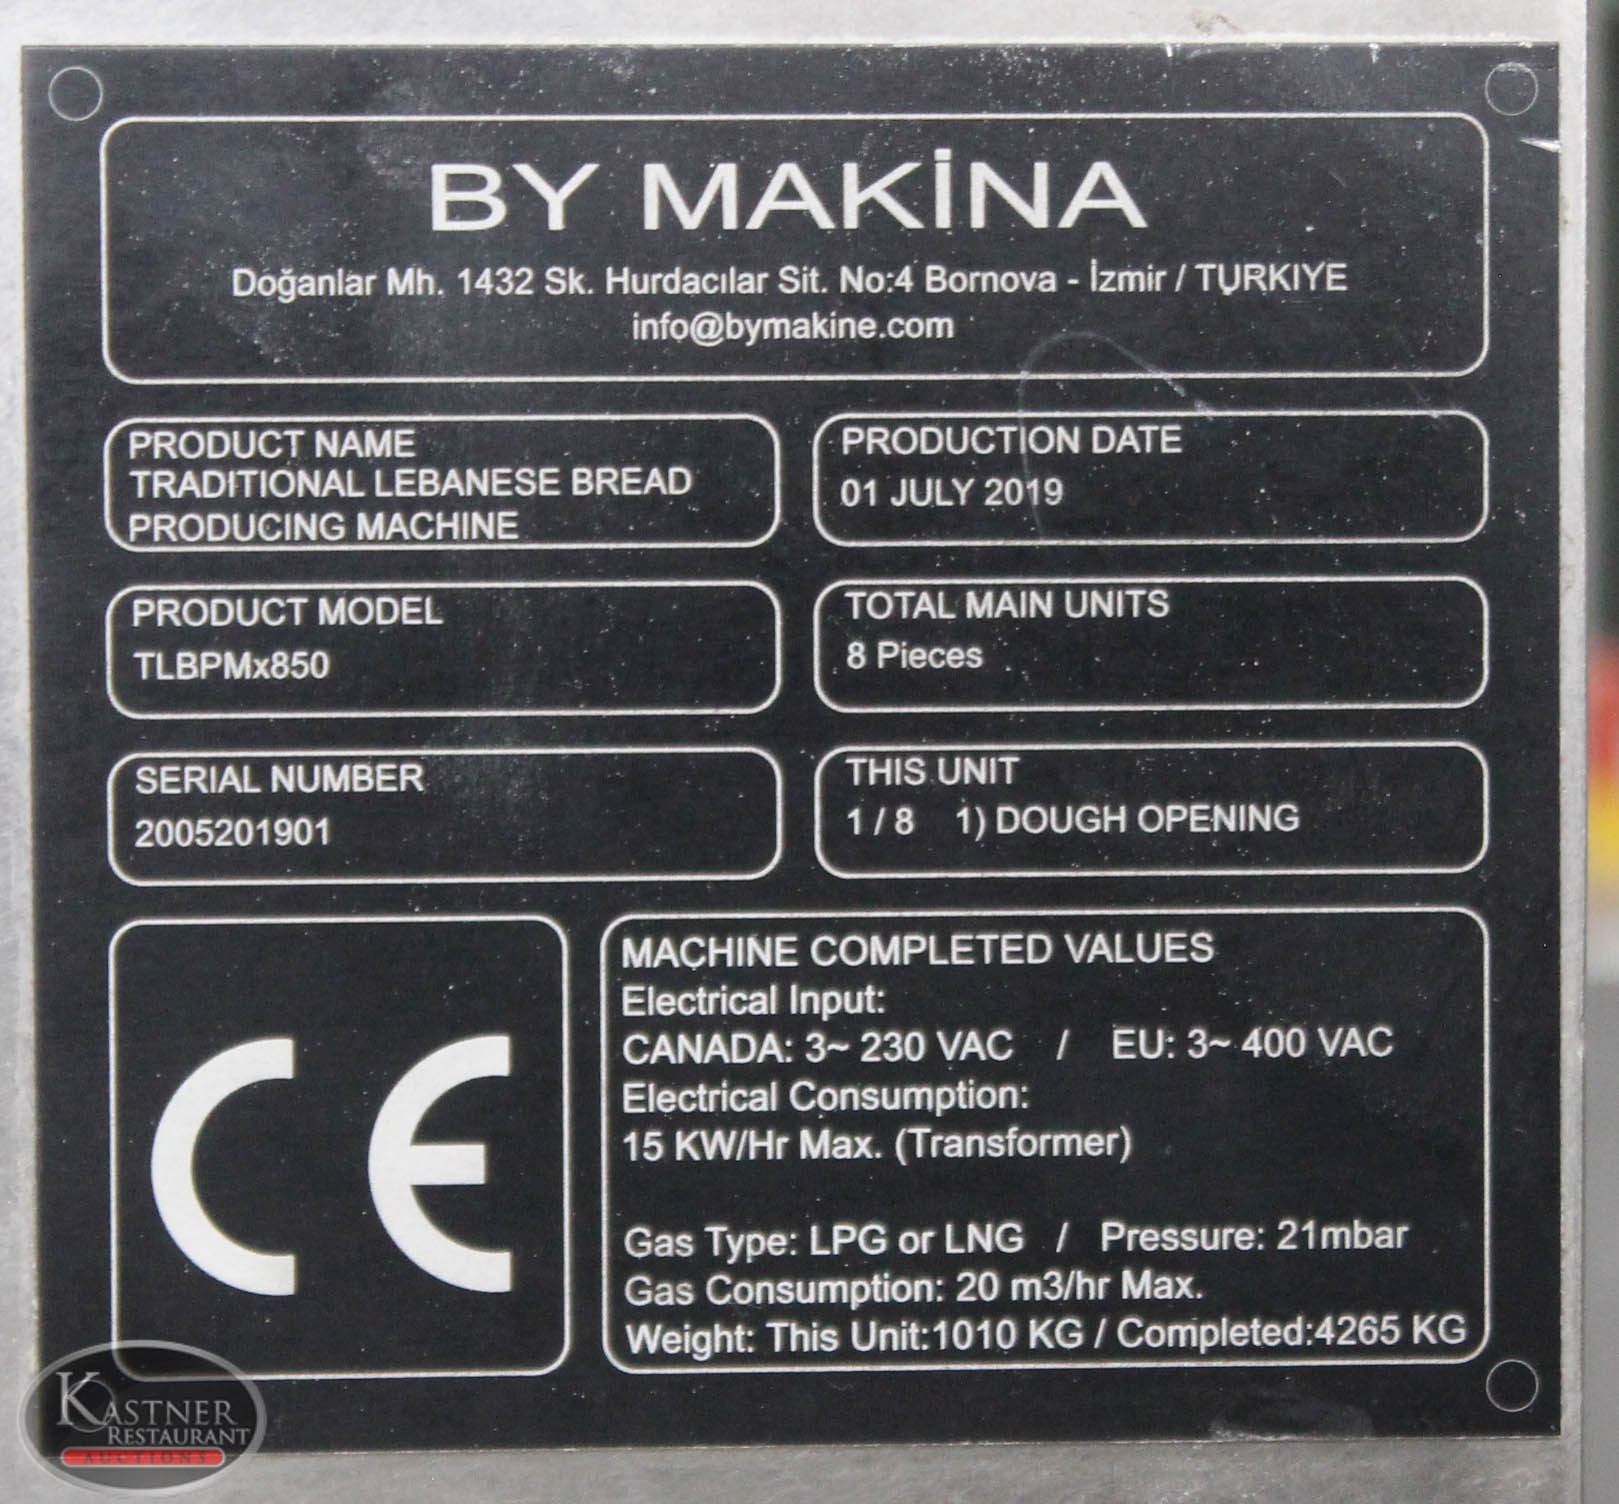 BY MAKİNA
Doğanlar Mh. 1432 Sk. Hurdacılar Sit. No:4 Bornova - İzmir / TURKIYE
info@bymakine.com
PRODUCT NAME
TRADITIONAL LEBANESE BREAD
PRODUCING MACHINE
PRODUCTION DATE
01 JULY 2019
PRODUCT MODEL
TLBPMx850
TOTAL MAIN UNITS
8 Pieces
SERIAL NUMBER
2005201901
THIS UNIT
1 / 8 1) DOUGH OPENING
CE
MACHINE COMPLETED VALUES
Electrical Input:
CANADA: 3~ 230 VAC / EU: 3~ 400 VAC
Electrical Consumption:
15 KW/Hr Max. (Transformer)
Gas Type: LPG or LNG / Pressure: 21mbar
Gas Consumption: 20 m3/hr Max.
Weight: This Unit:1010 KG / Completed:4265 KG
KASTNER
RESTAURANT
AUCTIONS